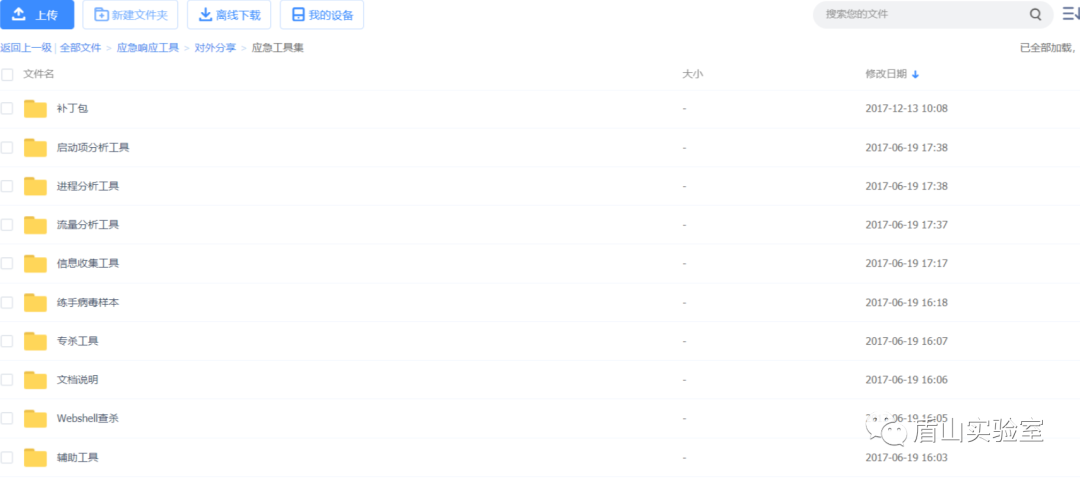 上传 新建文件夹 离线下载 我的设备 搜索您的文件
返回上一级 | 全部文件 > 应急响应工具 > 对外分享 > 应急工具集 已全部加载,
文件名 大小 修改日期
补丁包 - 2017-12-13 10:08
启动项分析工具 - 2017-06-19 17:38
进程分析工具 - 2017-06-19 17:38
流量分析工具 - 2017-06-19 17:37
信息收集工具 - 2017-06-19 17:17
练手病毒样本 - 2017-06-19 16:18
专杀工具 - 2017-06-19 16:07
文档说明 - 2017-06-19 16:06
Webshell查杀 - 2017-06-19 16:05
盾山实验室
辅助工具 - 2017-06-19 16:03